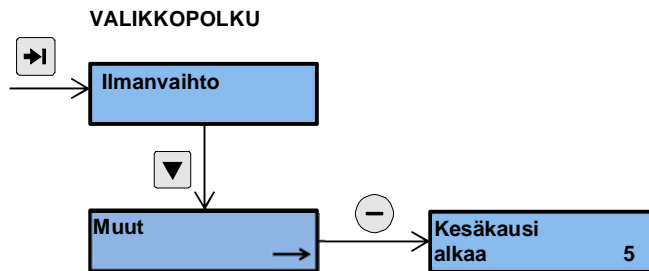 VALIKKOPOLKU
Ilmanvaihto
Muut
Kesäkausi
alkaa 5